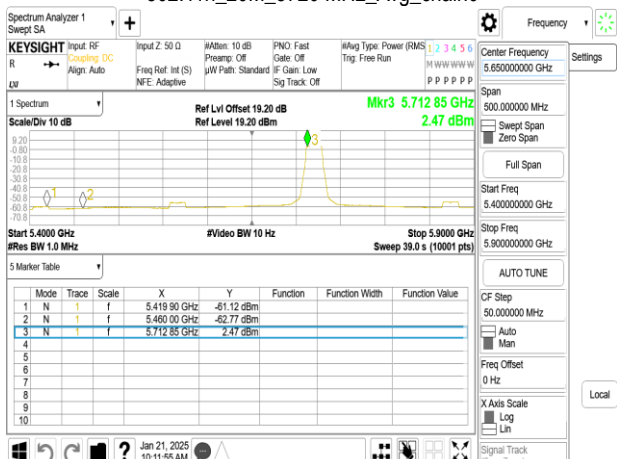 Spectrum Analyzer 1
Swept SA
+
Frequency
KEYSIGHT
R
Input: RF
Coupling: DC
Align: Auto
Input Z: 50 Ω
Freq Ref: Int (S)
NFE: Adaptive
#Atten: 10 dB
Preamp: Off
µW Path: Standard
PNO: Fast
Gate: Off
IF Gain: Low
Sig Track: Off
#Avg Type: Power (RMS
Trig: Free Run
1 2 3 4 5 6
M W W W W W
P P P P P P
Center Frequency
5.650000000 GHz
Settings
Span
500.000000 MHz
Swept Span
Zero Span
Full Span
Start Freq
5.400000000 GHz
Stop Freq
5.900000000 GHz
AUTO TUNE
CF Step
50.000000 MHz
Auto
Man
Freq Offset
0 Hz
X Axis Scale
Log
Lin
Signal Track
Local
1 Spectrum
Scale/Div 10 dB
Ref Lvl Offset 19.20 dB
Ref Level 19.20 dBm
Mkr3 5.712 85 GHz
2.47 dBm
9.20
-0.80
-10.8
-20.8
-30.8
-40.8
-50.8
-60.8
-70.8
1
2
3
Start 5.4000 GHz
#Res BW 1.0 MHz
#Video BW 10 Hz
Stop 5.9000 GHz
Sweep 39.0 s (10001 pts)
5 Marker Table
Mode Trace Scale X Y Function Function Width Function Value
1 N 1 f 5.419 90 GHz -61.12 dBm
2 N 1 f 5.460 00 GHz -62.77 dBm
3 N 1 f 5.712 85 GHz 2.47 dBm
4
5
6
7
8
9
10
?
Jan 21, 2025
10:11:55 AM